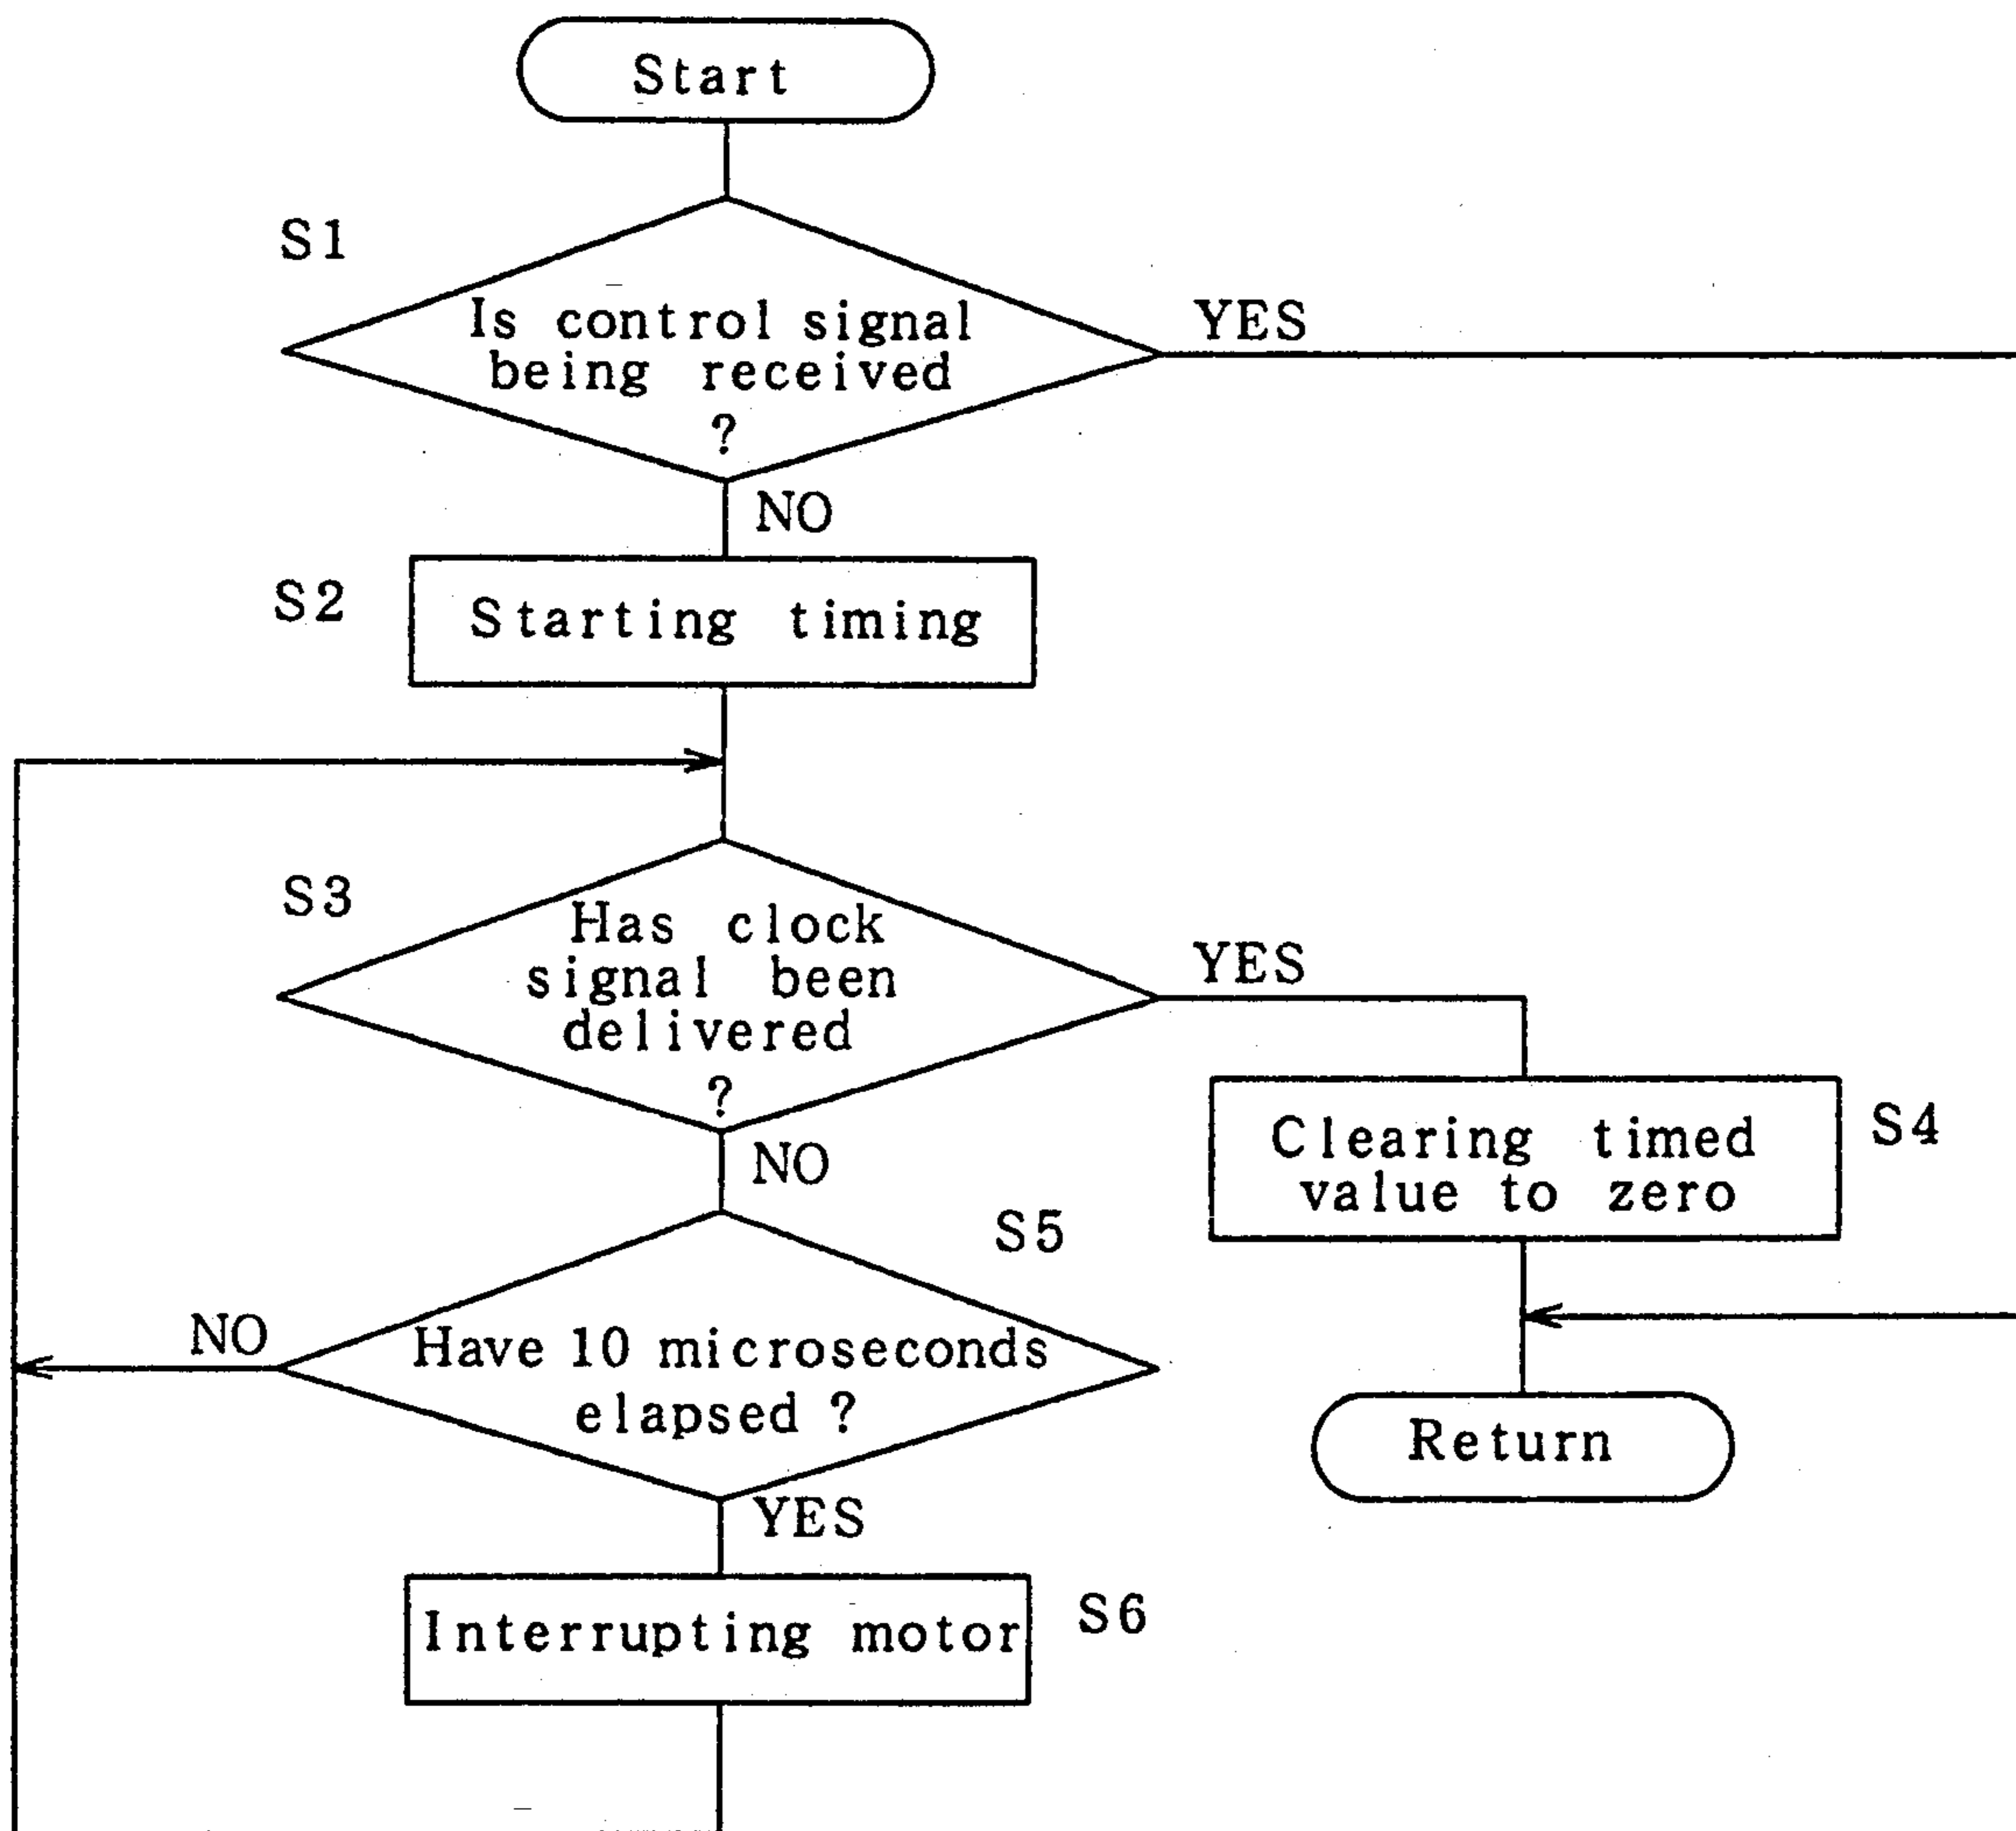 Start
S1
Is control signal
being received
?
YES
NO
S2
Starting timing
S3
Has clock
signal been
delivered
?
YES
NO
Clearing timed
value to zero
S4
S5
Have 10 microseconds
elapsed ?
NO
YES
Return
Interrupting motor
S6